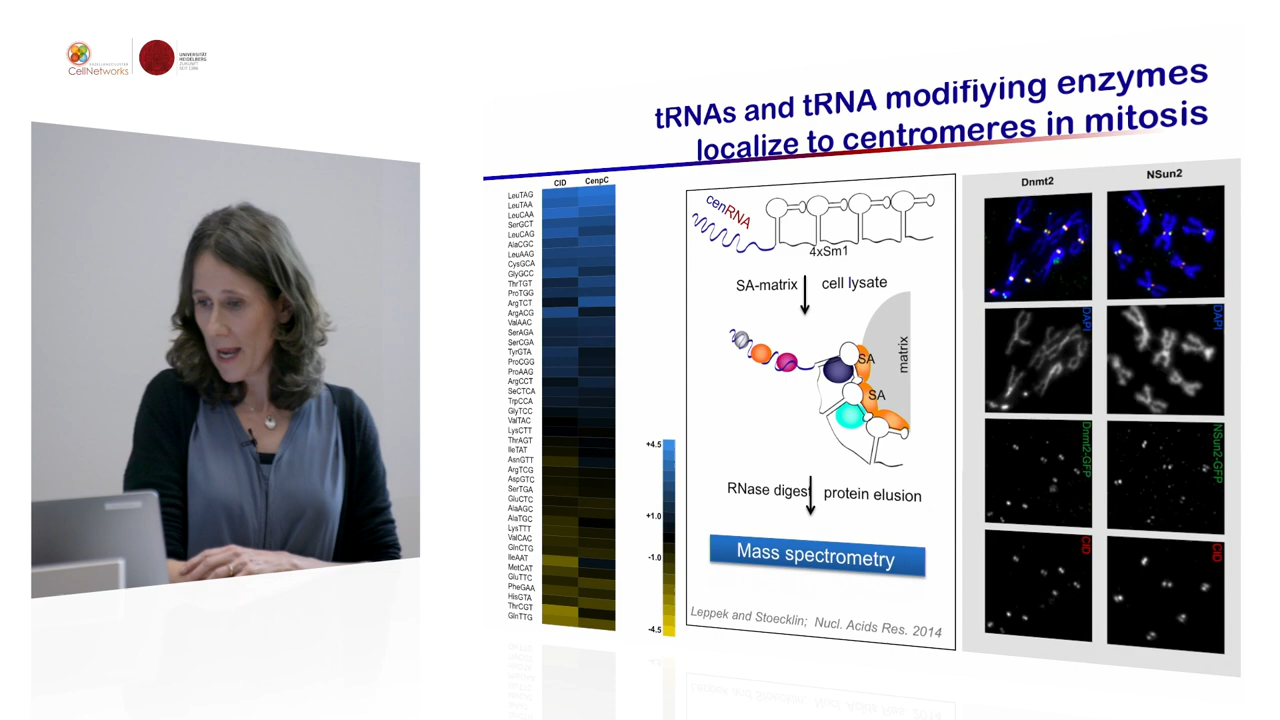 CellNetworks
UNIVERSITÄT
HEIDELBERG
ZUKUNFT
SEIT 1386
tRNAs and tRNA modifiying enzymes
localize to centromeres in mitosis
CID CenpC
LeuTAG
LeuTAA
LeuCAA
SerGCT
LeuCAG
AlaCGC
LeuAAG
CysGCA
GlyGCC
ThrTGT
ProTGG
ArgTCT
ArgACG
ValAAC
SerAGA
SerCGA
TyrGTA
ProCGG
ProAAG
ArgCCT
SeCTCA
TrpCCA
GlyTCC
ValTAC
LysCTT
ThrAGT
IleTAT
AsnGTT
ArgTCG
AspGTC
SerTGA
GluCTC
AlaAGC
AlaTGC
LysTTT
ValCAC
GlnCTG
IleAAT
MetCAT
GluTTC
PheGAA
HisGTA
ThrCGT
GlnTTG
+4.5
+1.0
-1.0
-4.5
cenRNA
4xSm1
SA-matrix cell lysate
SA
SA
matrix
RNase digest protein elusion
Mass spectrometry
Leppek and Stoecklin; Nucl. Acids Res. 2014
Dnmt2 NSun2
DAPI DAPI
Dnmt2-GFP NSun2-GFP
CID CID